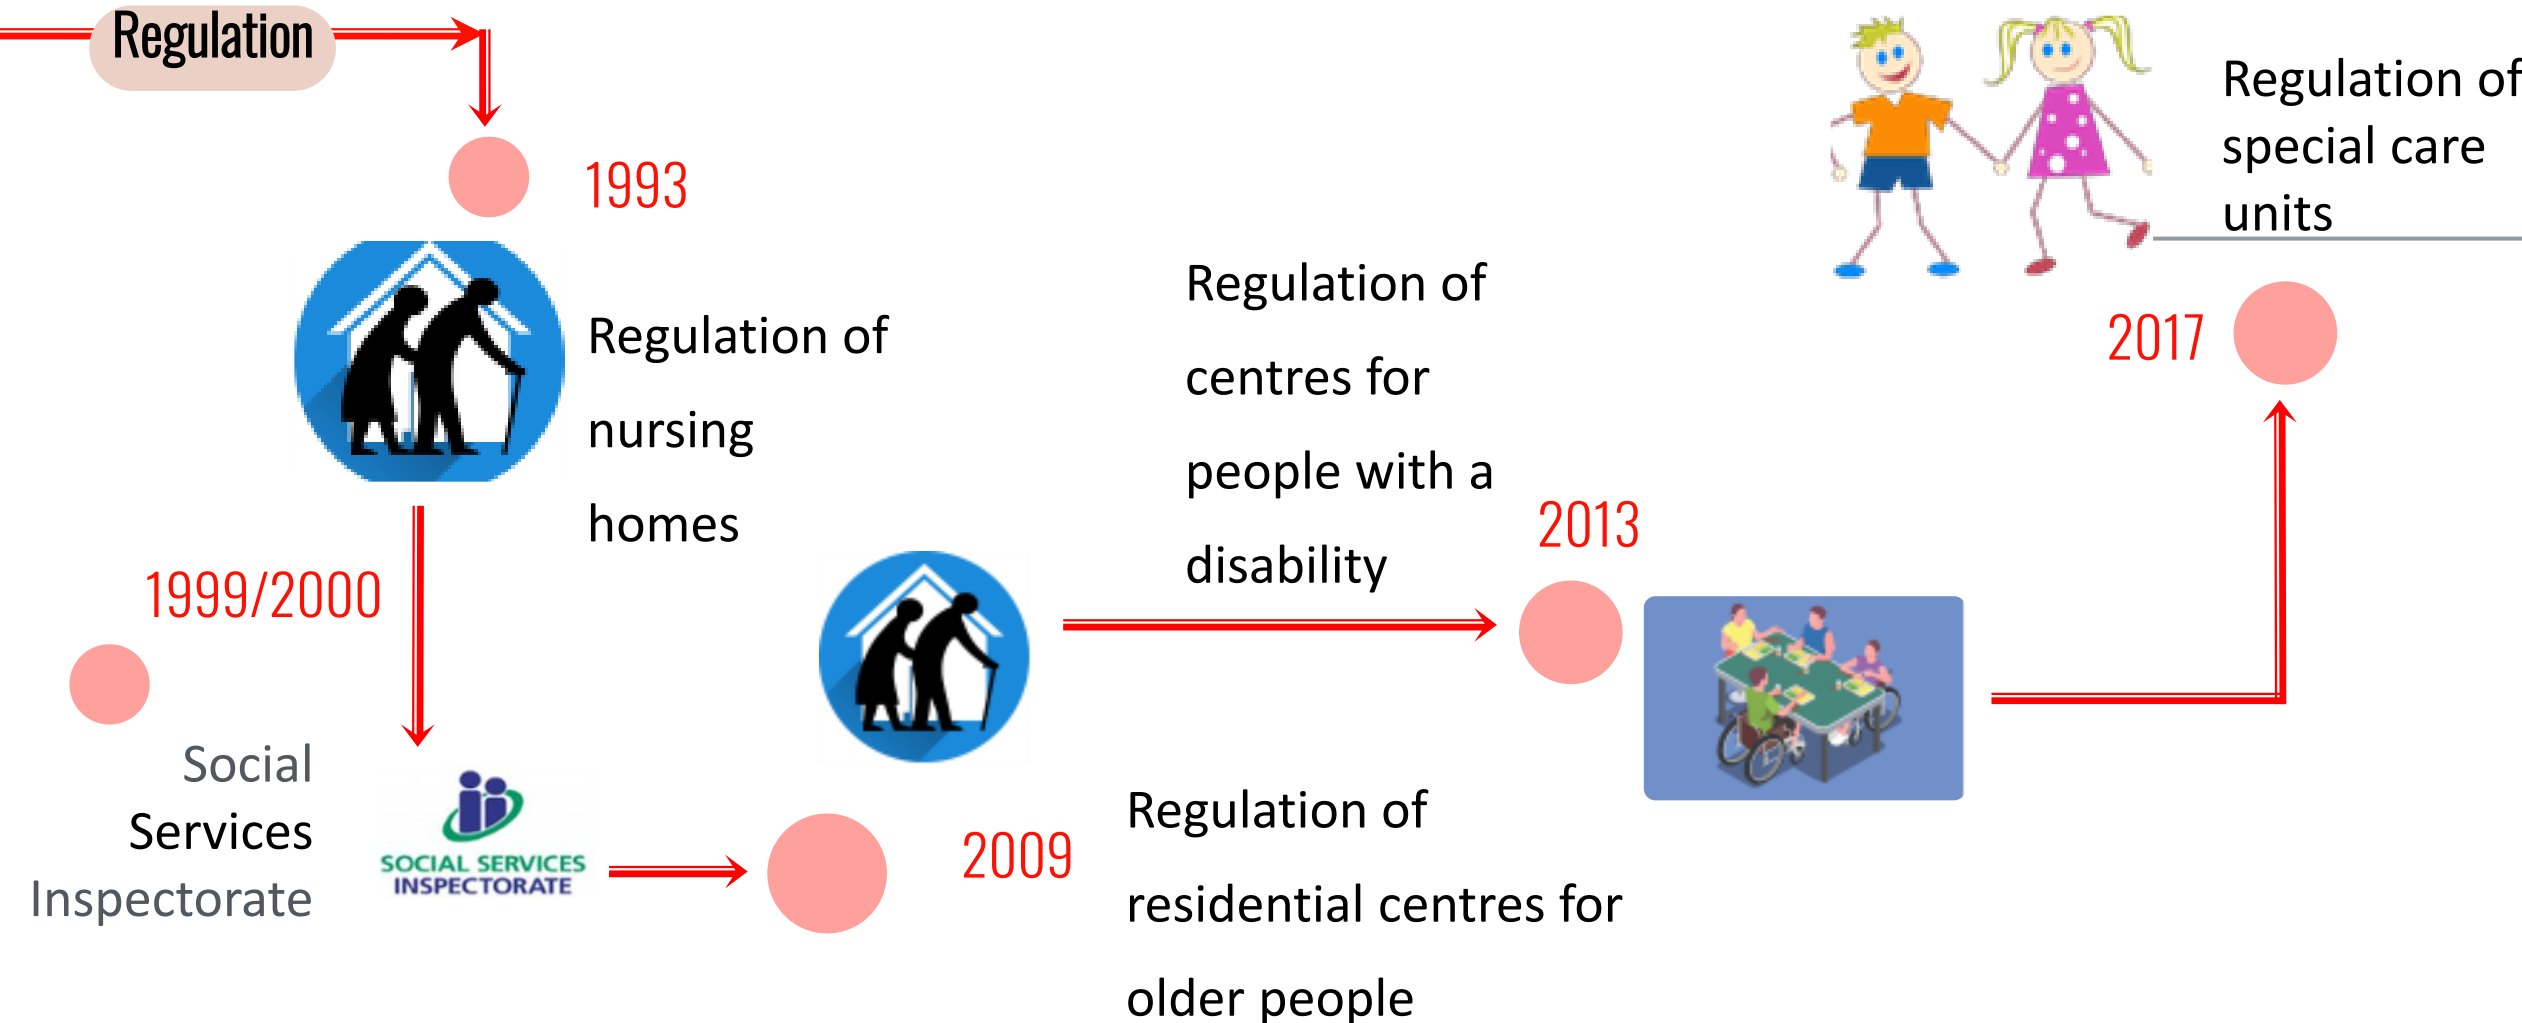 Regulation
1993
Regulation of
nursing
homes
1999/2000
Social
Services
Inspectorate
SOCIAL SERVICES
INSPECTORATE
2009
Regulation of
residential centres for
older people
Regulation of
centres for
people with a
disability
2013
2017
Regulation of
special care
units